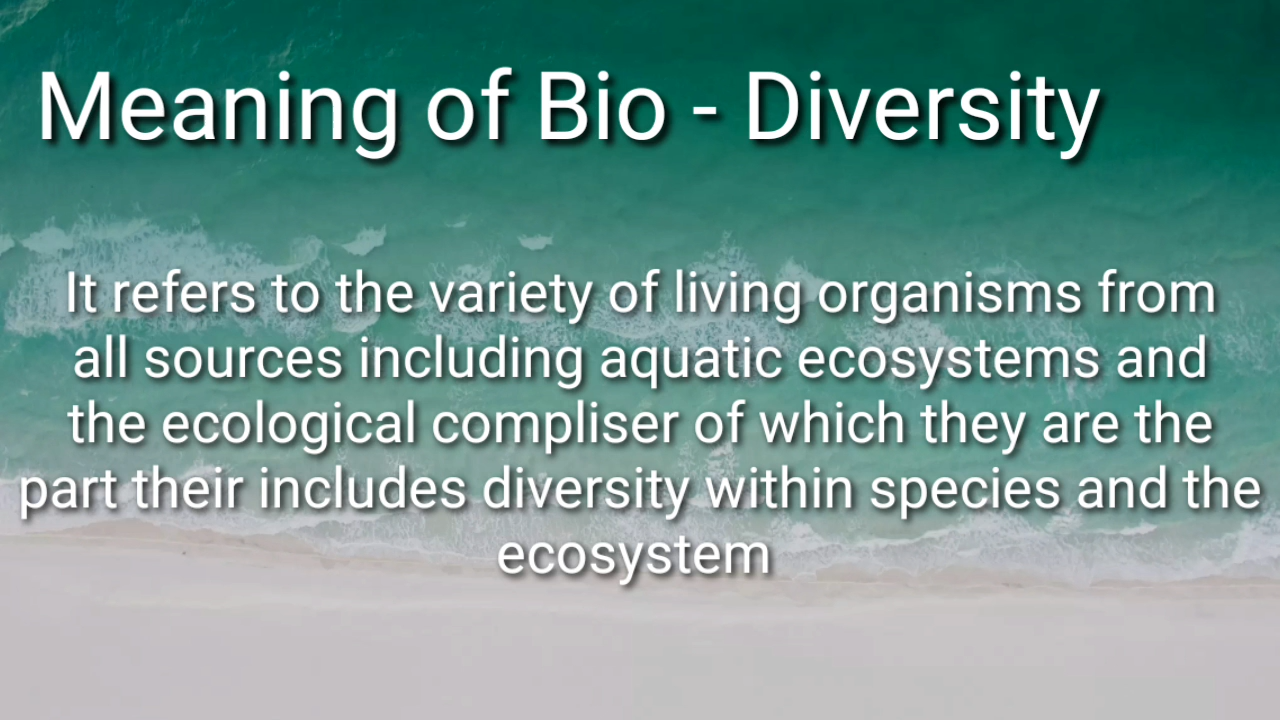 Meaning of Bio - Diversity
It refers to the variety of living organisms from
all sources including aquatic ecosystems and
the ecological compliser of which they are the
part their includes diversity within species and the
ecosystem